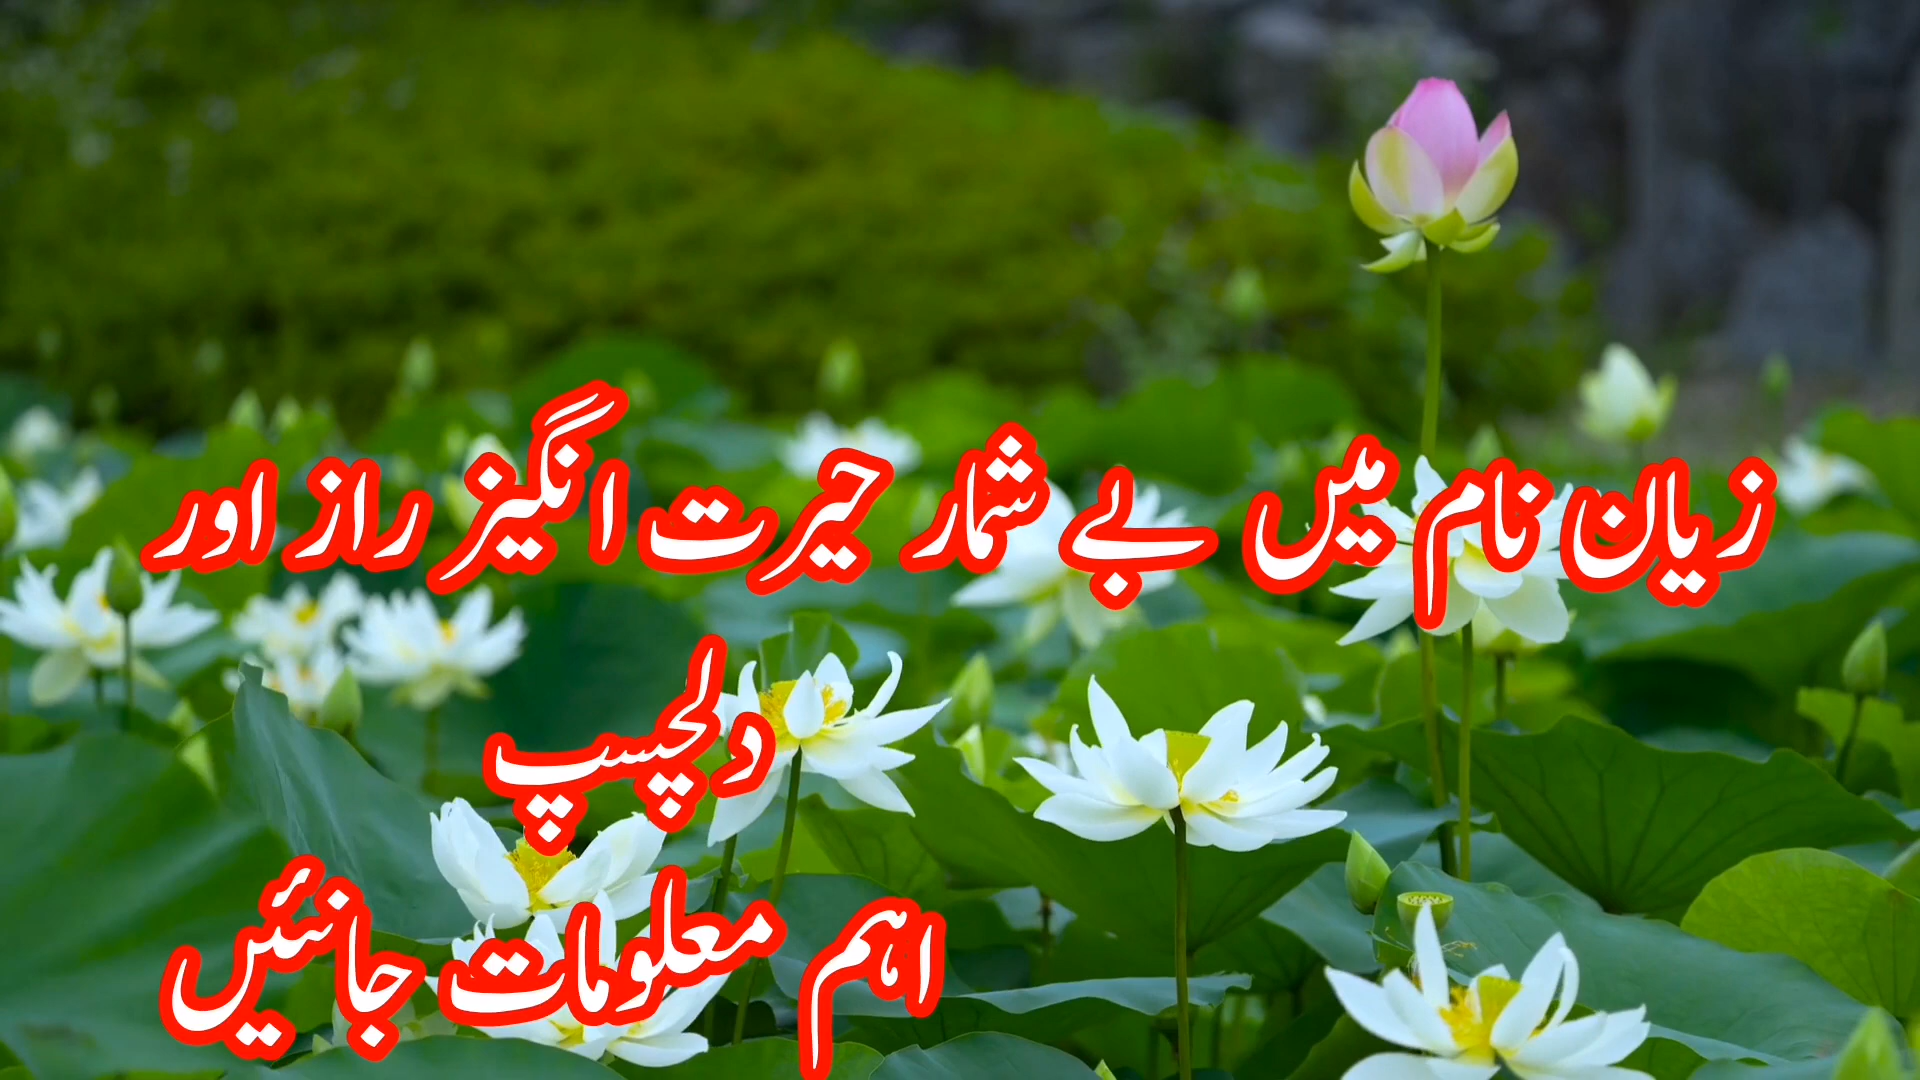 زیان نام میں بے شمار حیرت انگیز راز اور
دلچسپ
اہم معلومات جانئیں